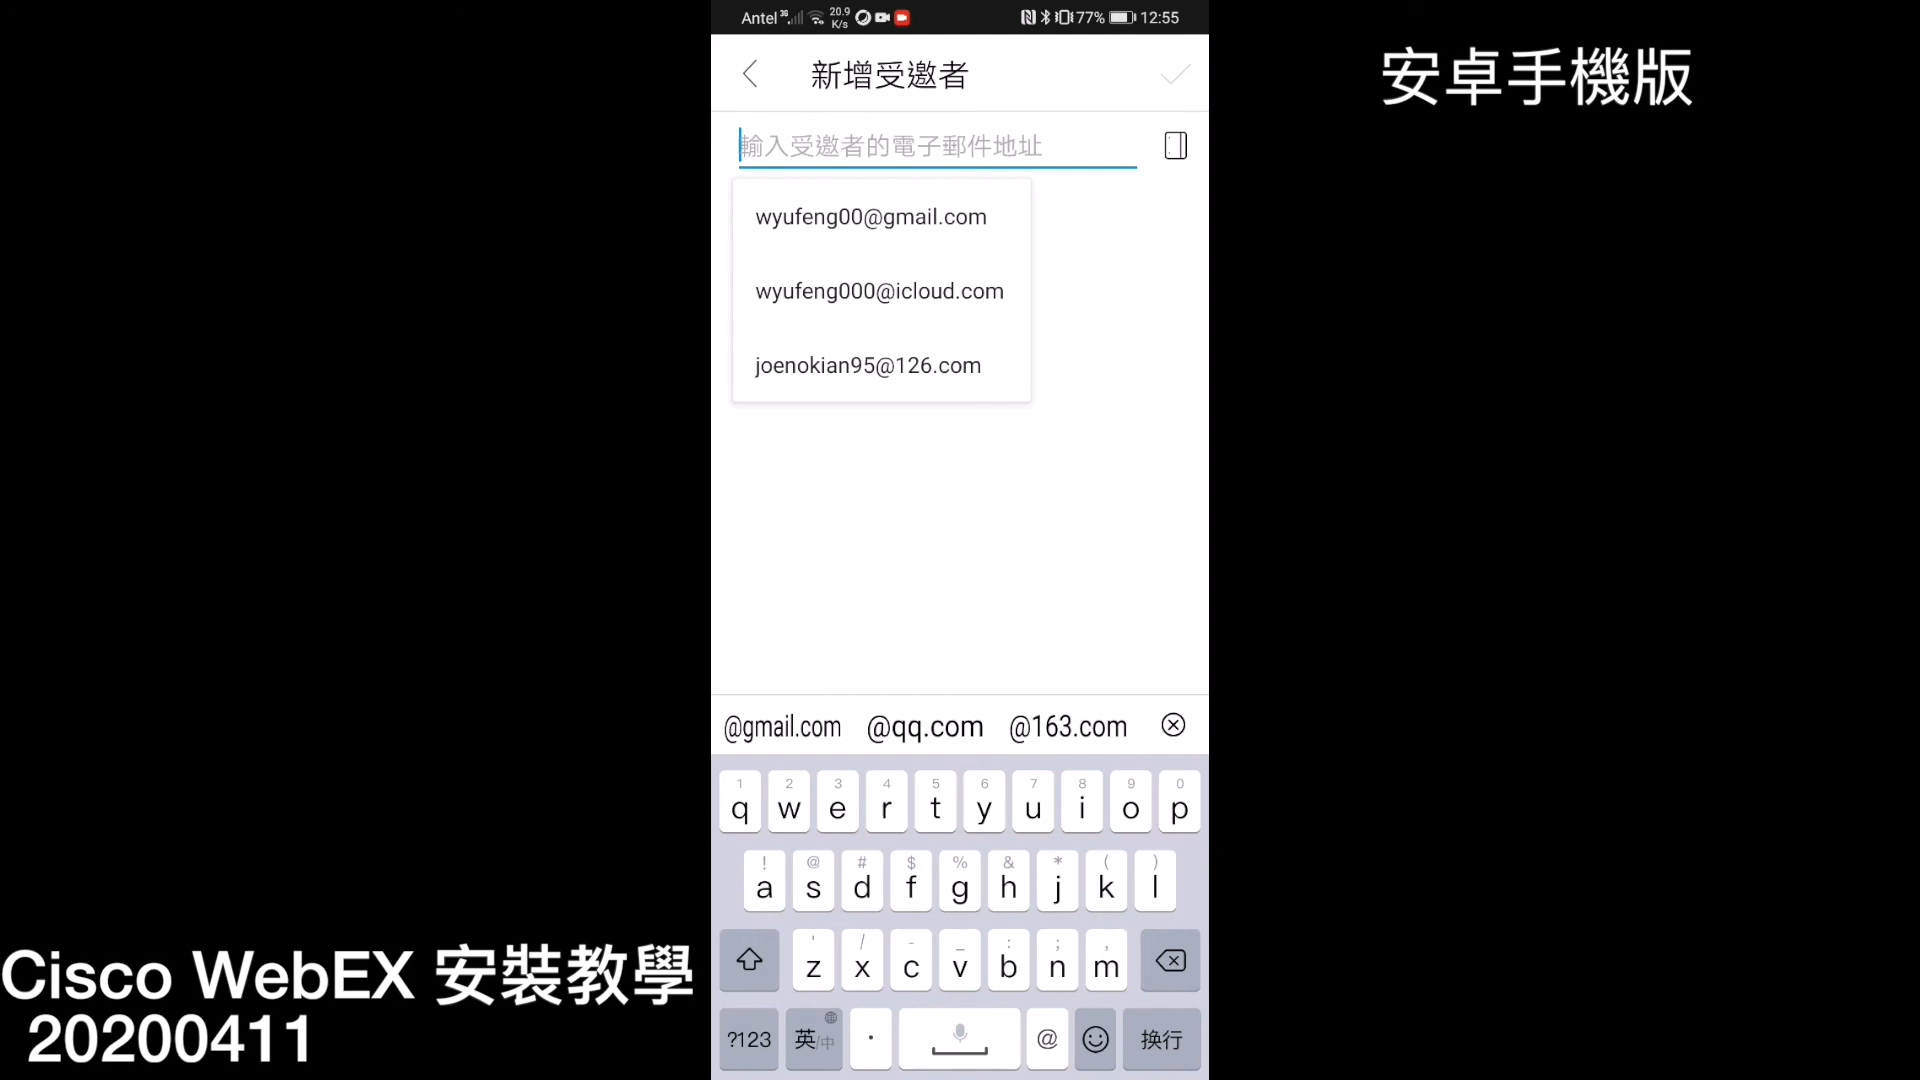 Antel 3G 20.9 K/s 77% 12:55
安卓手機版
新增受邀者
輸入受邀者的電子郵件地址
wyufeng00@gmail.com
wyufeng000@icloud.com
joenokian95@126.com
@gmail.com @qq.com @163.com
1 2 3 4 5 6 7 8 9 0
q w e r t y u i o p
! @ # $ % & * ( )
a s d f g h j k l
' / - _ : ; ,
z x c v b n m
?123 英/中 · @ 换行
Cisco WebEX 安裝教學
20200411